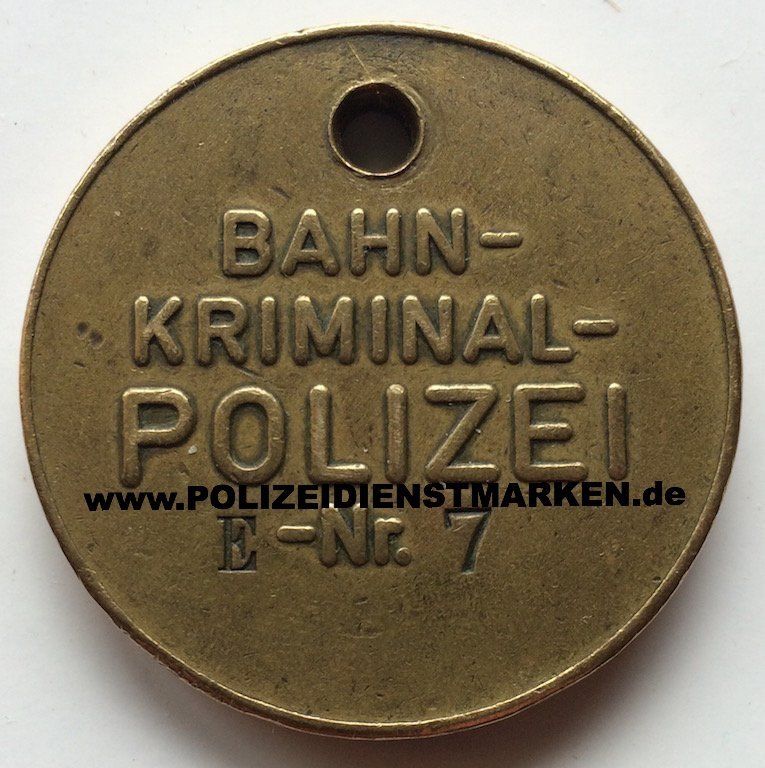 BAHN-
KRIMINAL-
POLIZEI
www.POLIZEIDIENSTMARKEN.de
E-Nr. 7